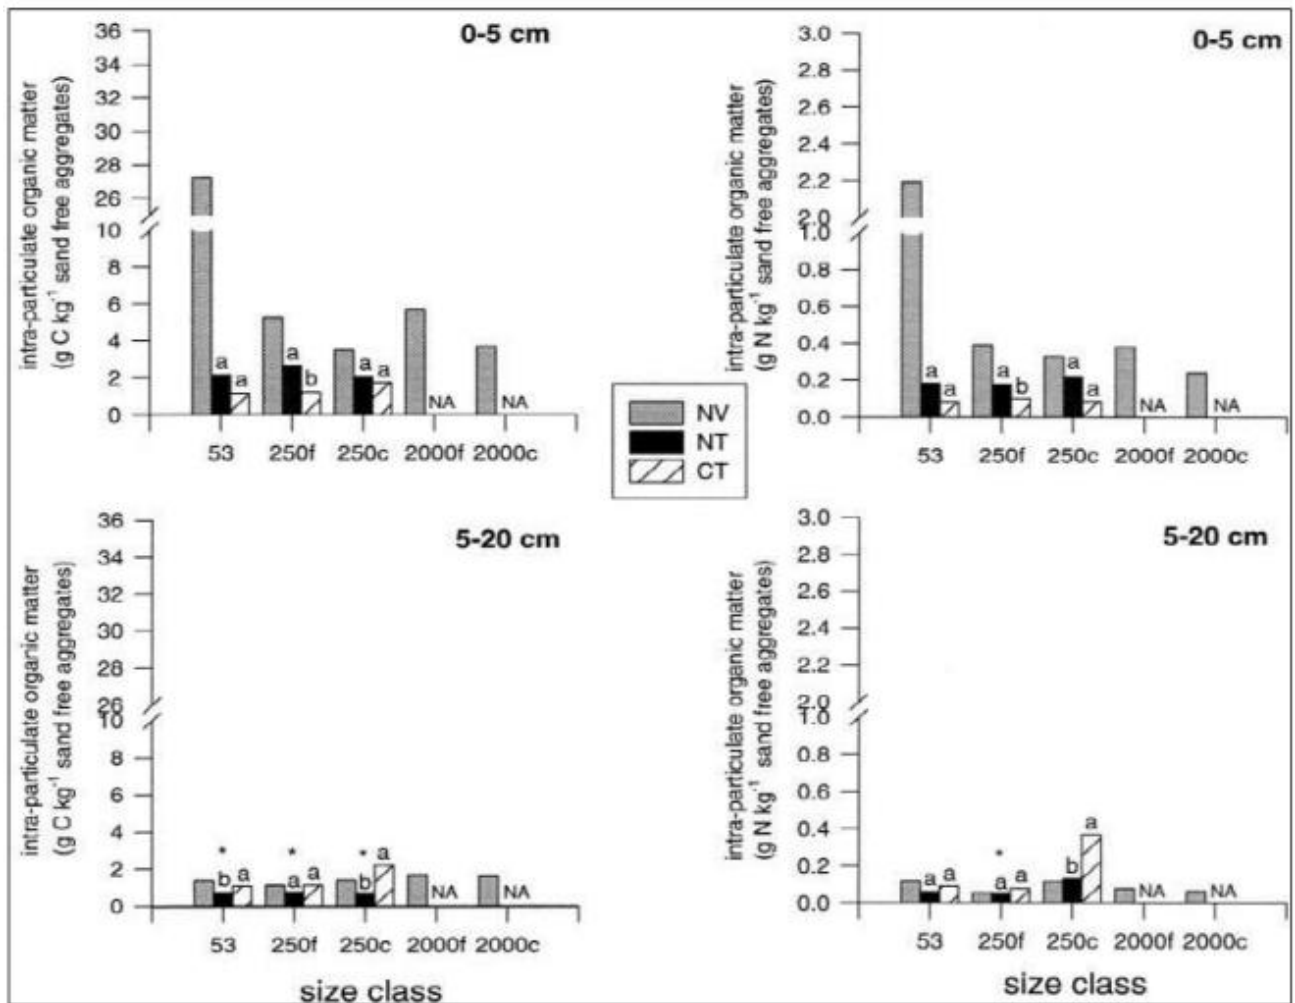 0-5 cm
intra-particulate organic matter
(g C kg-1 sand free aggregates)
36
34
32
30
28
26
10
8
6
4
2
0
a a
a b
a a
NA NA
53 250f 250c 2000f 2000c
0-5 cm
intra-particulate organic matter
(g N kg-1 sand free aggregates)
3.0
2.8
2.6
2.4
2.2
2.0
1.0
0.8
0.6
0.4
0.2
0.0
a a
a b
a a
NA NA
53 250f 250c 2000f 2000c
NV
NT
CT
5-20 cm
intra-particulate organic matter
(g C kg-1 sand free aggregates)
36
34
32
30
28
26
10
8
6
4
2
0
* * *
b a
a a
b a
NA NA
53 250f 250c 2000f 2000c
size class
5-20 cm
intra-particulate organic matter
(g N kg-1 sand free aggregates)
3.0
2.8
2.6
2.4
2.2
2.0
1.0
0.8
0.6
0.4
0.2
0.0
*
a a
a a
b a
NA NA
53 250f 250c 2000f 2000c
size class